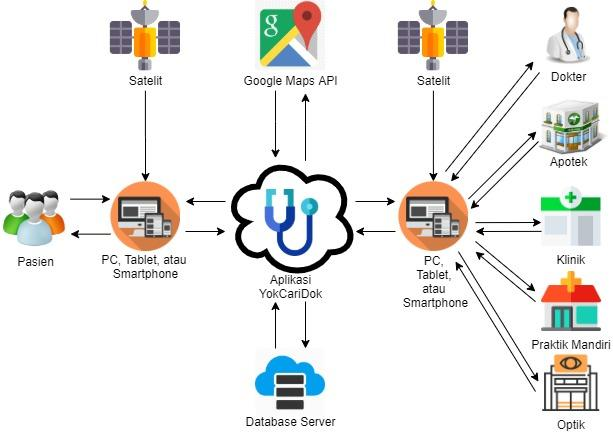 g
Satelit
Google Maps API
Satelit
Dokter
Apotek
Pasien
PC, Tablet, atau
Smartphone
Aplikasi
YokCariDok
PC,
Tablet,
atau
Smartphone
Klinik
Praktik Mandiri
Database Server
Optik